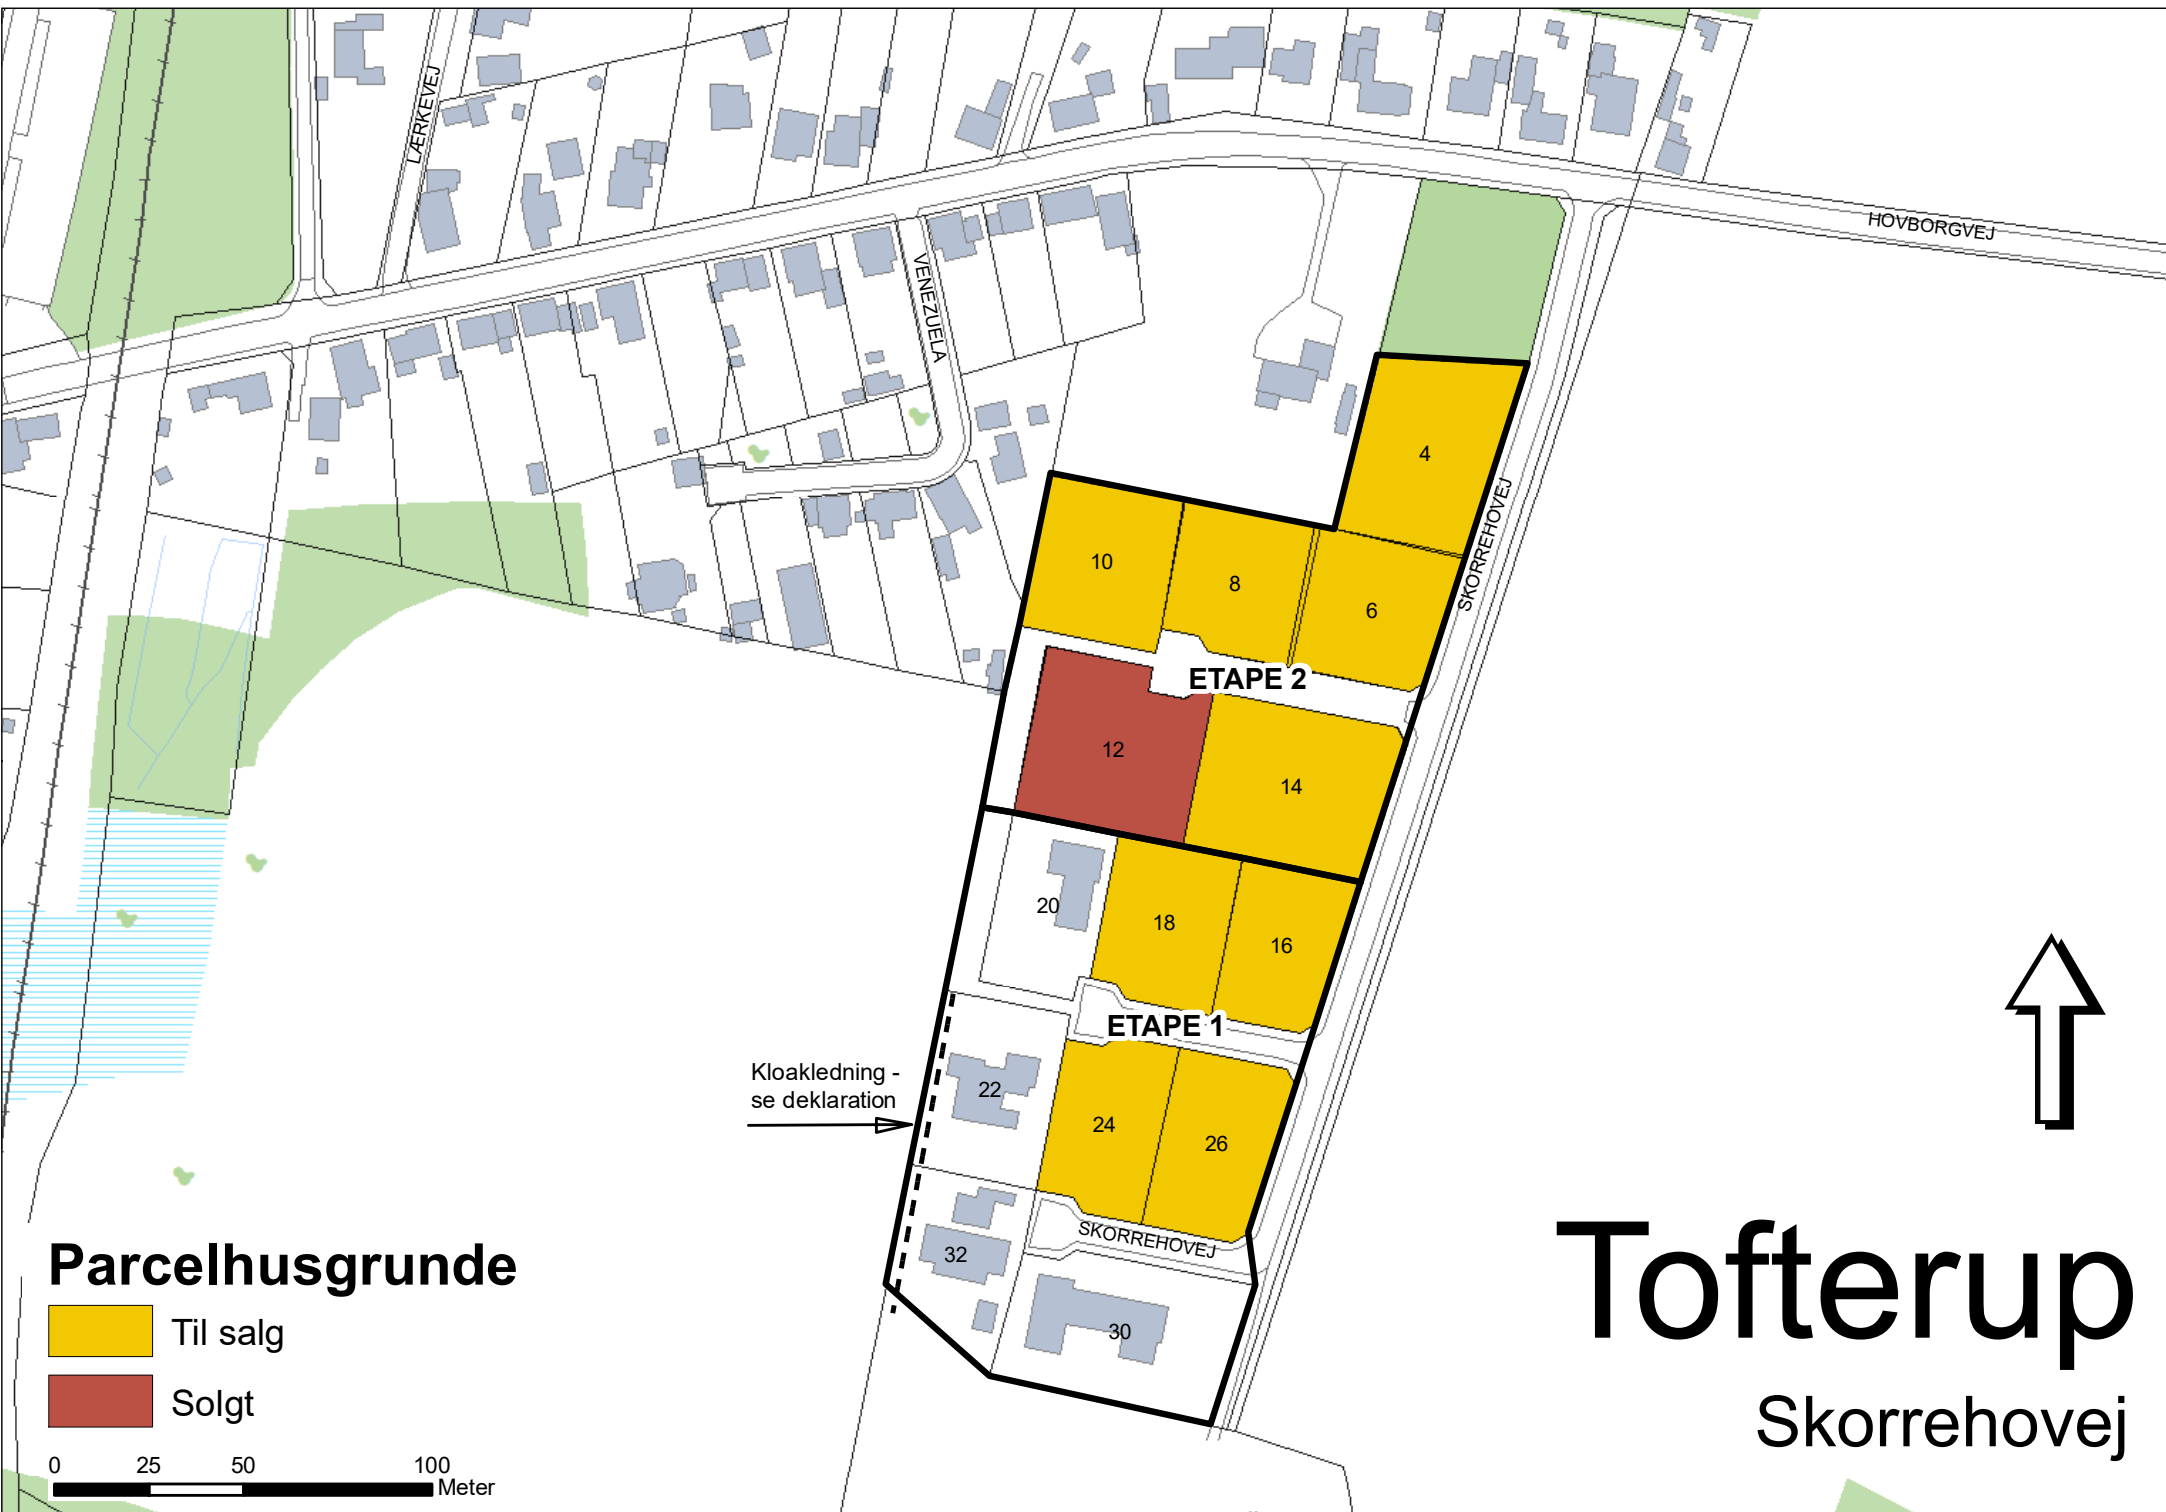 LÆRKEVEJ
HOVBORGVEJ
VENEZUELA
4
SKORREHOVEJ
10
8
6
ETAPE 2
12
14
20
18
16
ETAPE 1
Kloakledning -
se deklaration
22
24
26
SKORREHOVEJ
32
30
Parcelhusgrunde
Til salg
Solgt
0 25 50 100
Meter
Tofterup
Skorrehovej